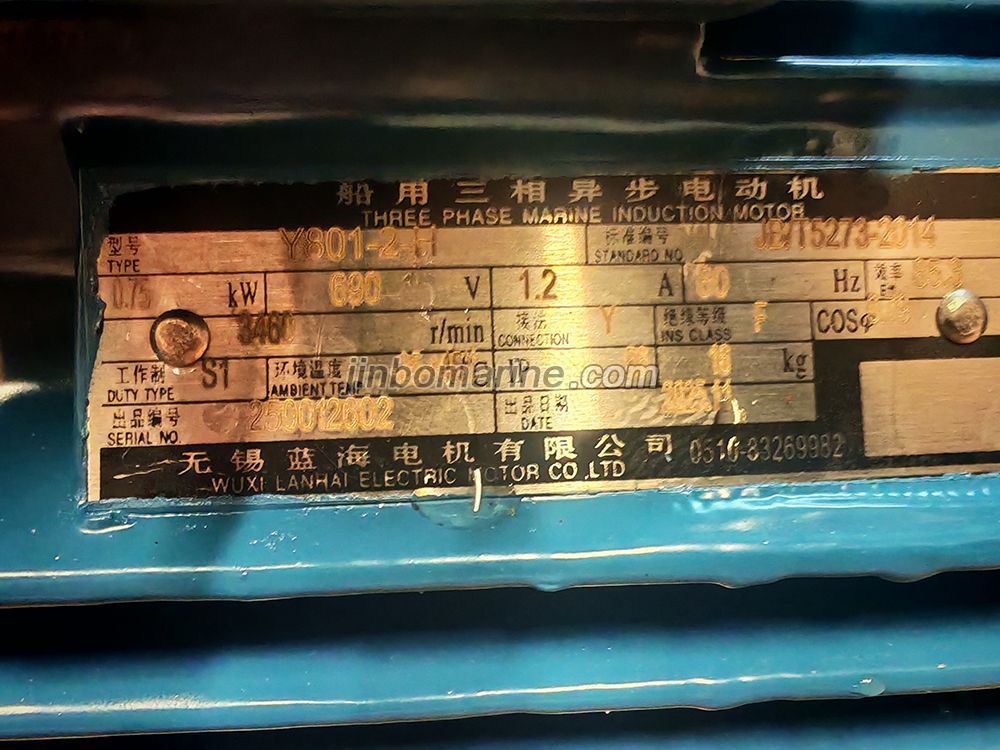 船用三相异步电动机
THREE PHASE MARINE INDUCTION MOTOR
型号 TYPE Y801-2-H 标准编号 STANDARD NO JB/T5273-2014
0.75 kW 690 V 1.2 A 60 Hz 效率
3460 r/min 接法 CONNECTION Y 绝缘等级 INS CLASS F COSφ
工作制 DUTY TYPE S1 环境温度 AMBIENT TEMP IP kg
出品编号 SERIAL NO 250012602 出品日期 DATE
无锡蓝海电机有限公司 0510-83269982
WUXI LANHAI ELECTRIC MOTOR CO.,LTD
jinbomarine.com